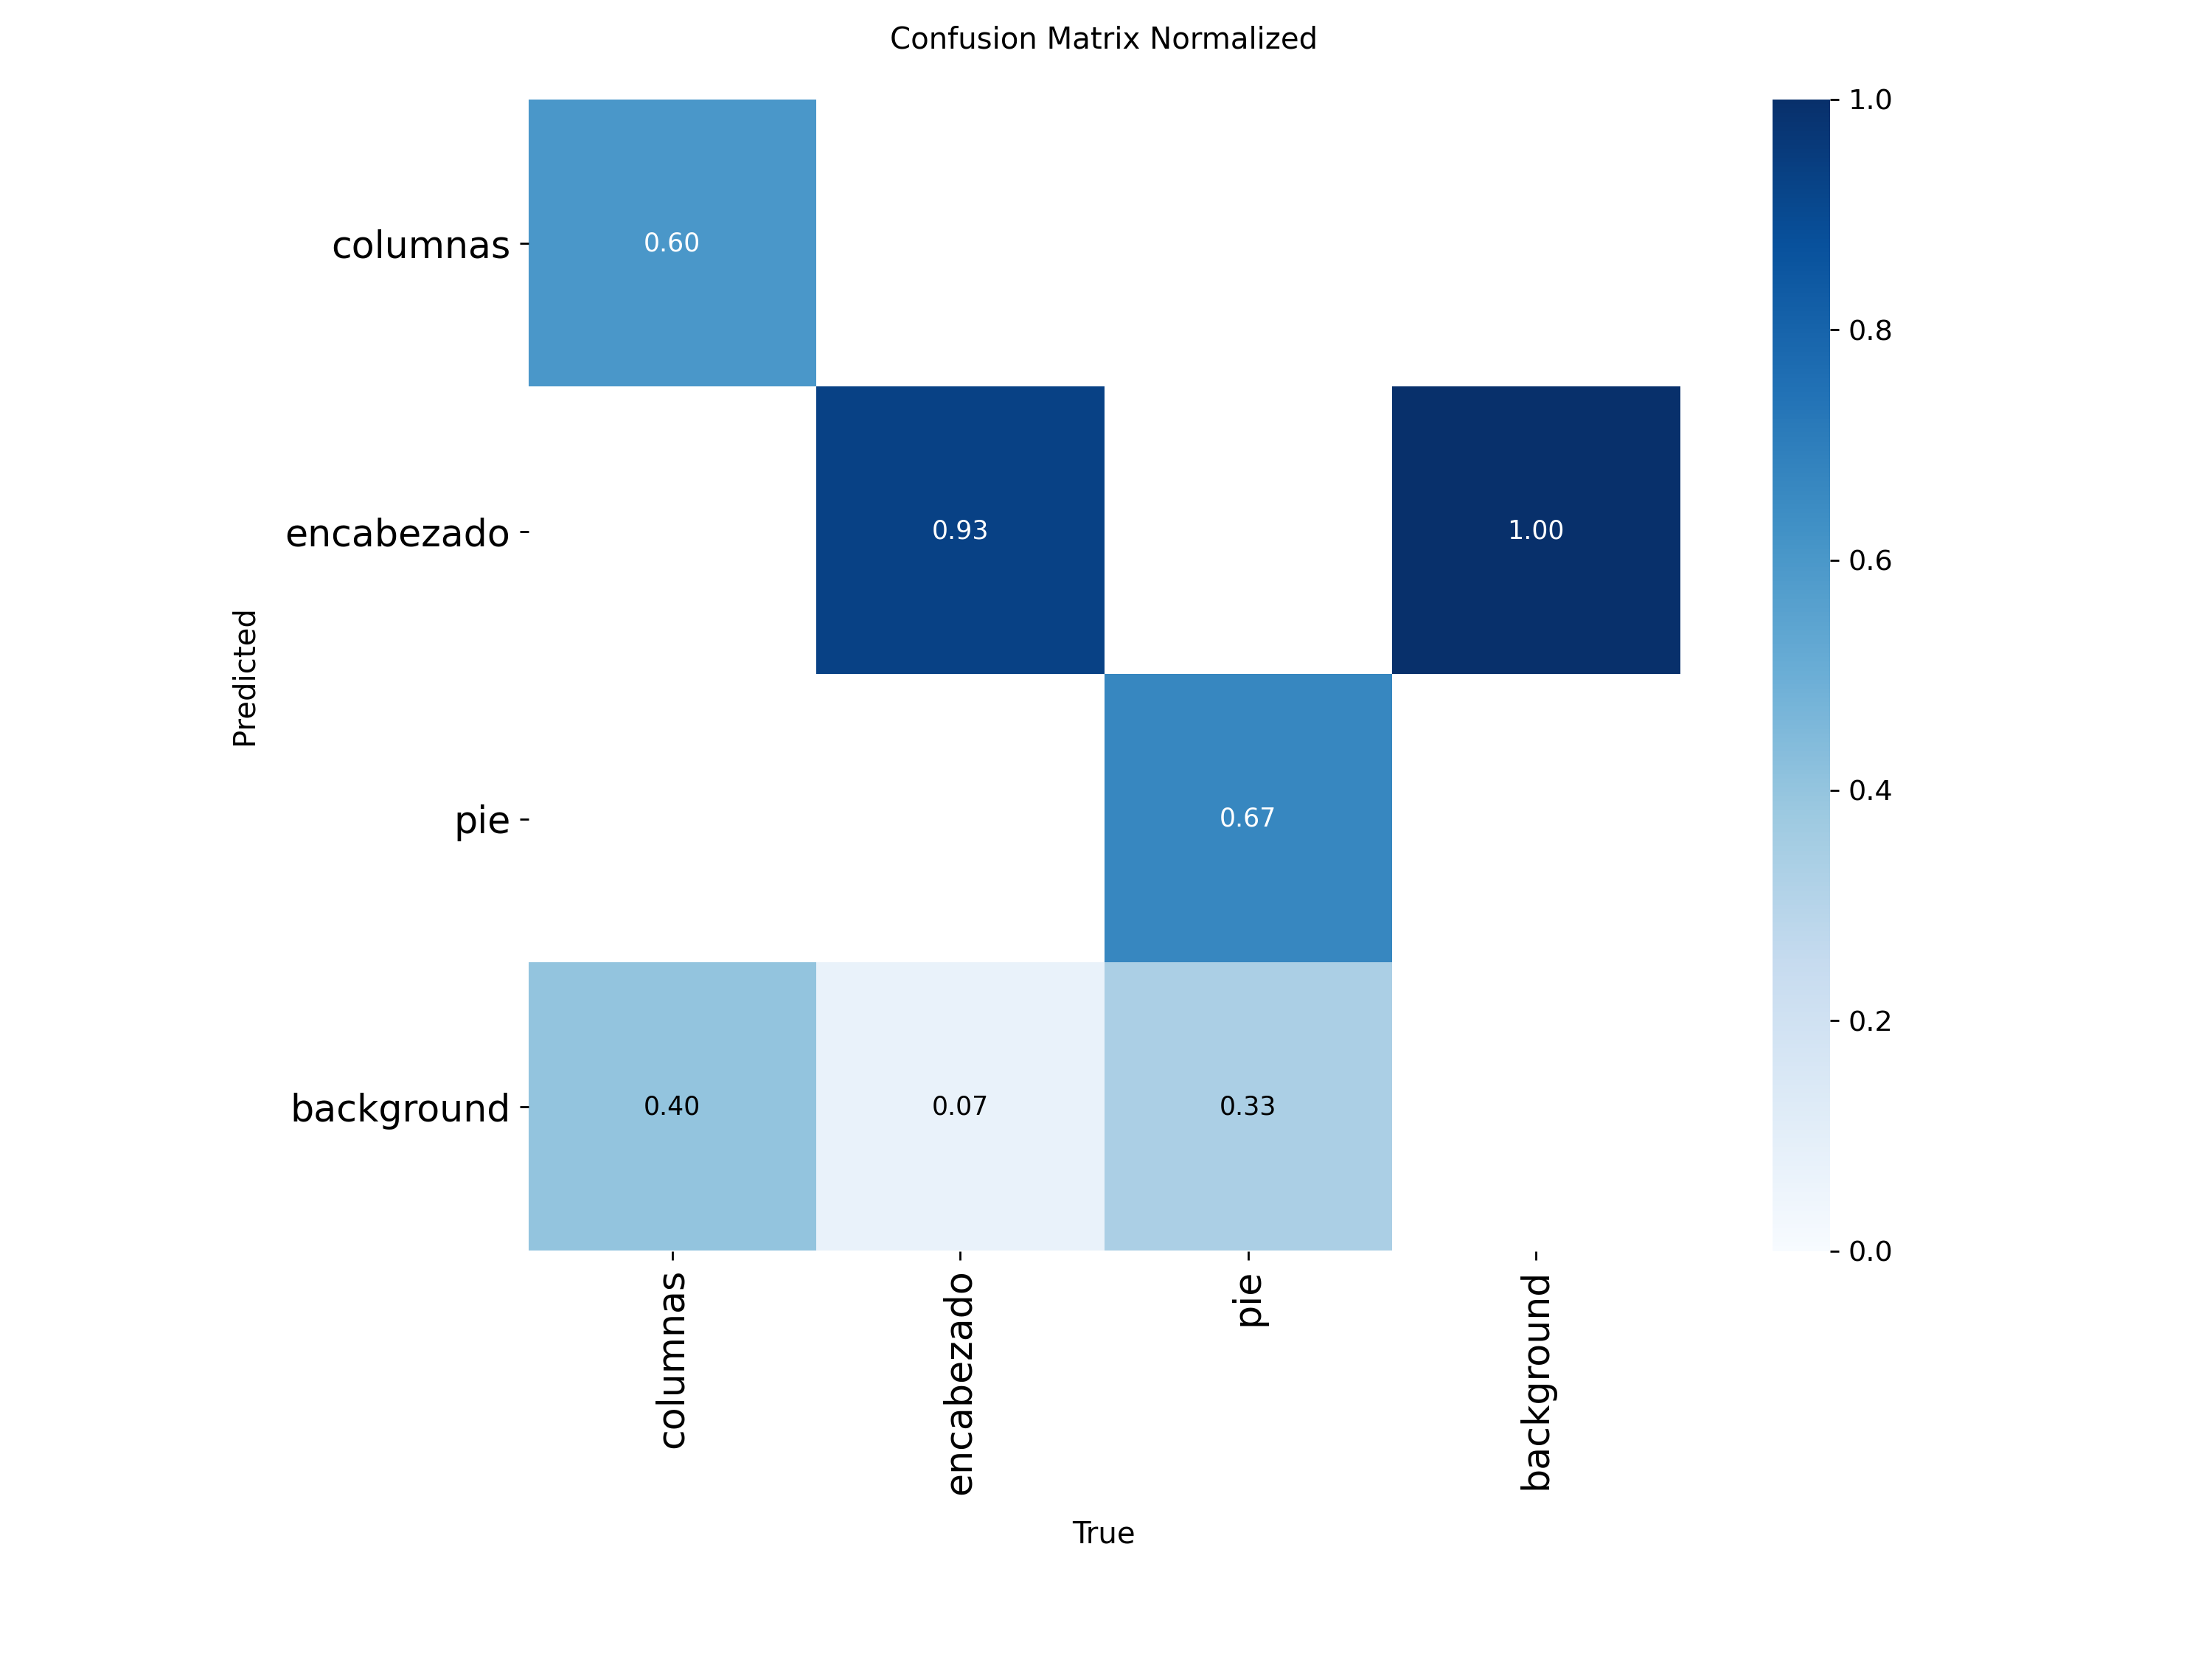 Confusion Matrix Normalized
1.0
columnas
0.60
0.8
encabezado
0.93
1.00
0.6
Predicted
pie
0.67
0.4
background
0.40
0.07
0.33
0.2
0.0
columnas
encabezado
pie
background
True